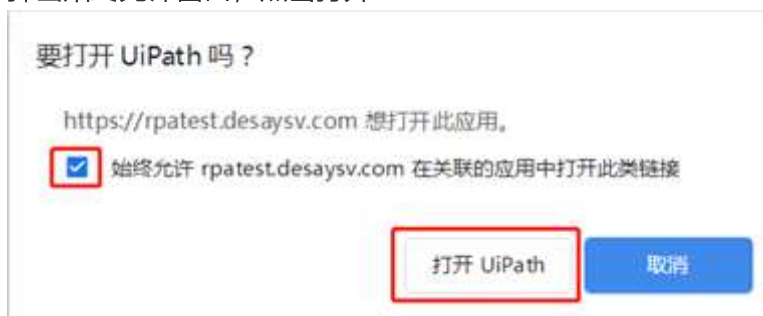 要打开 UiPath 吗？
https://rpatest.desaysv.com 想打开此应用。
始终允许 rpatest.desaysv.com 在关联的应用中打开此类链接
打开 UiPath
取消